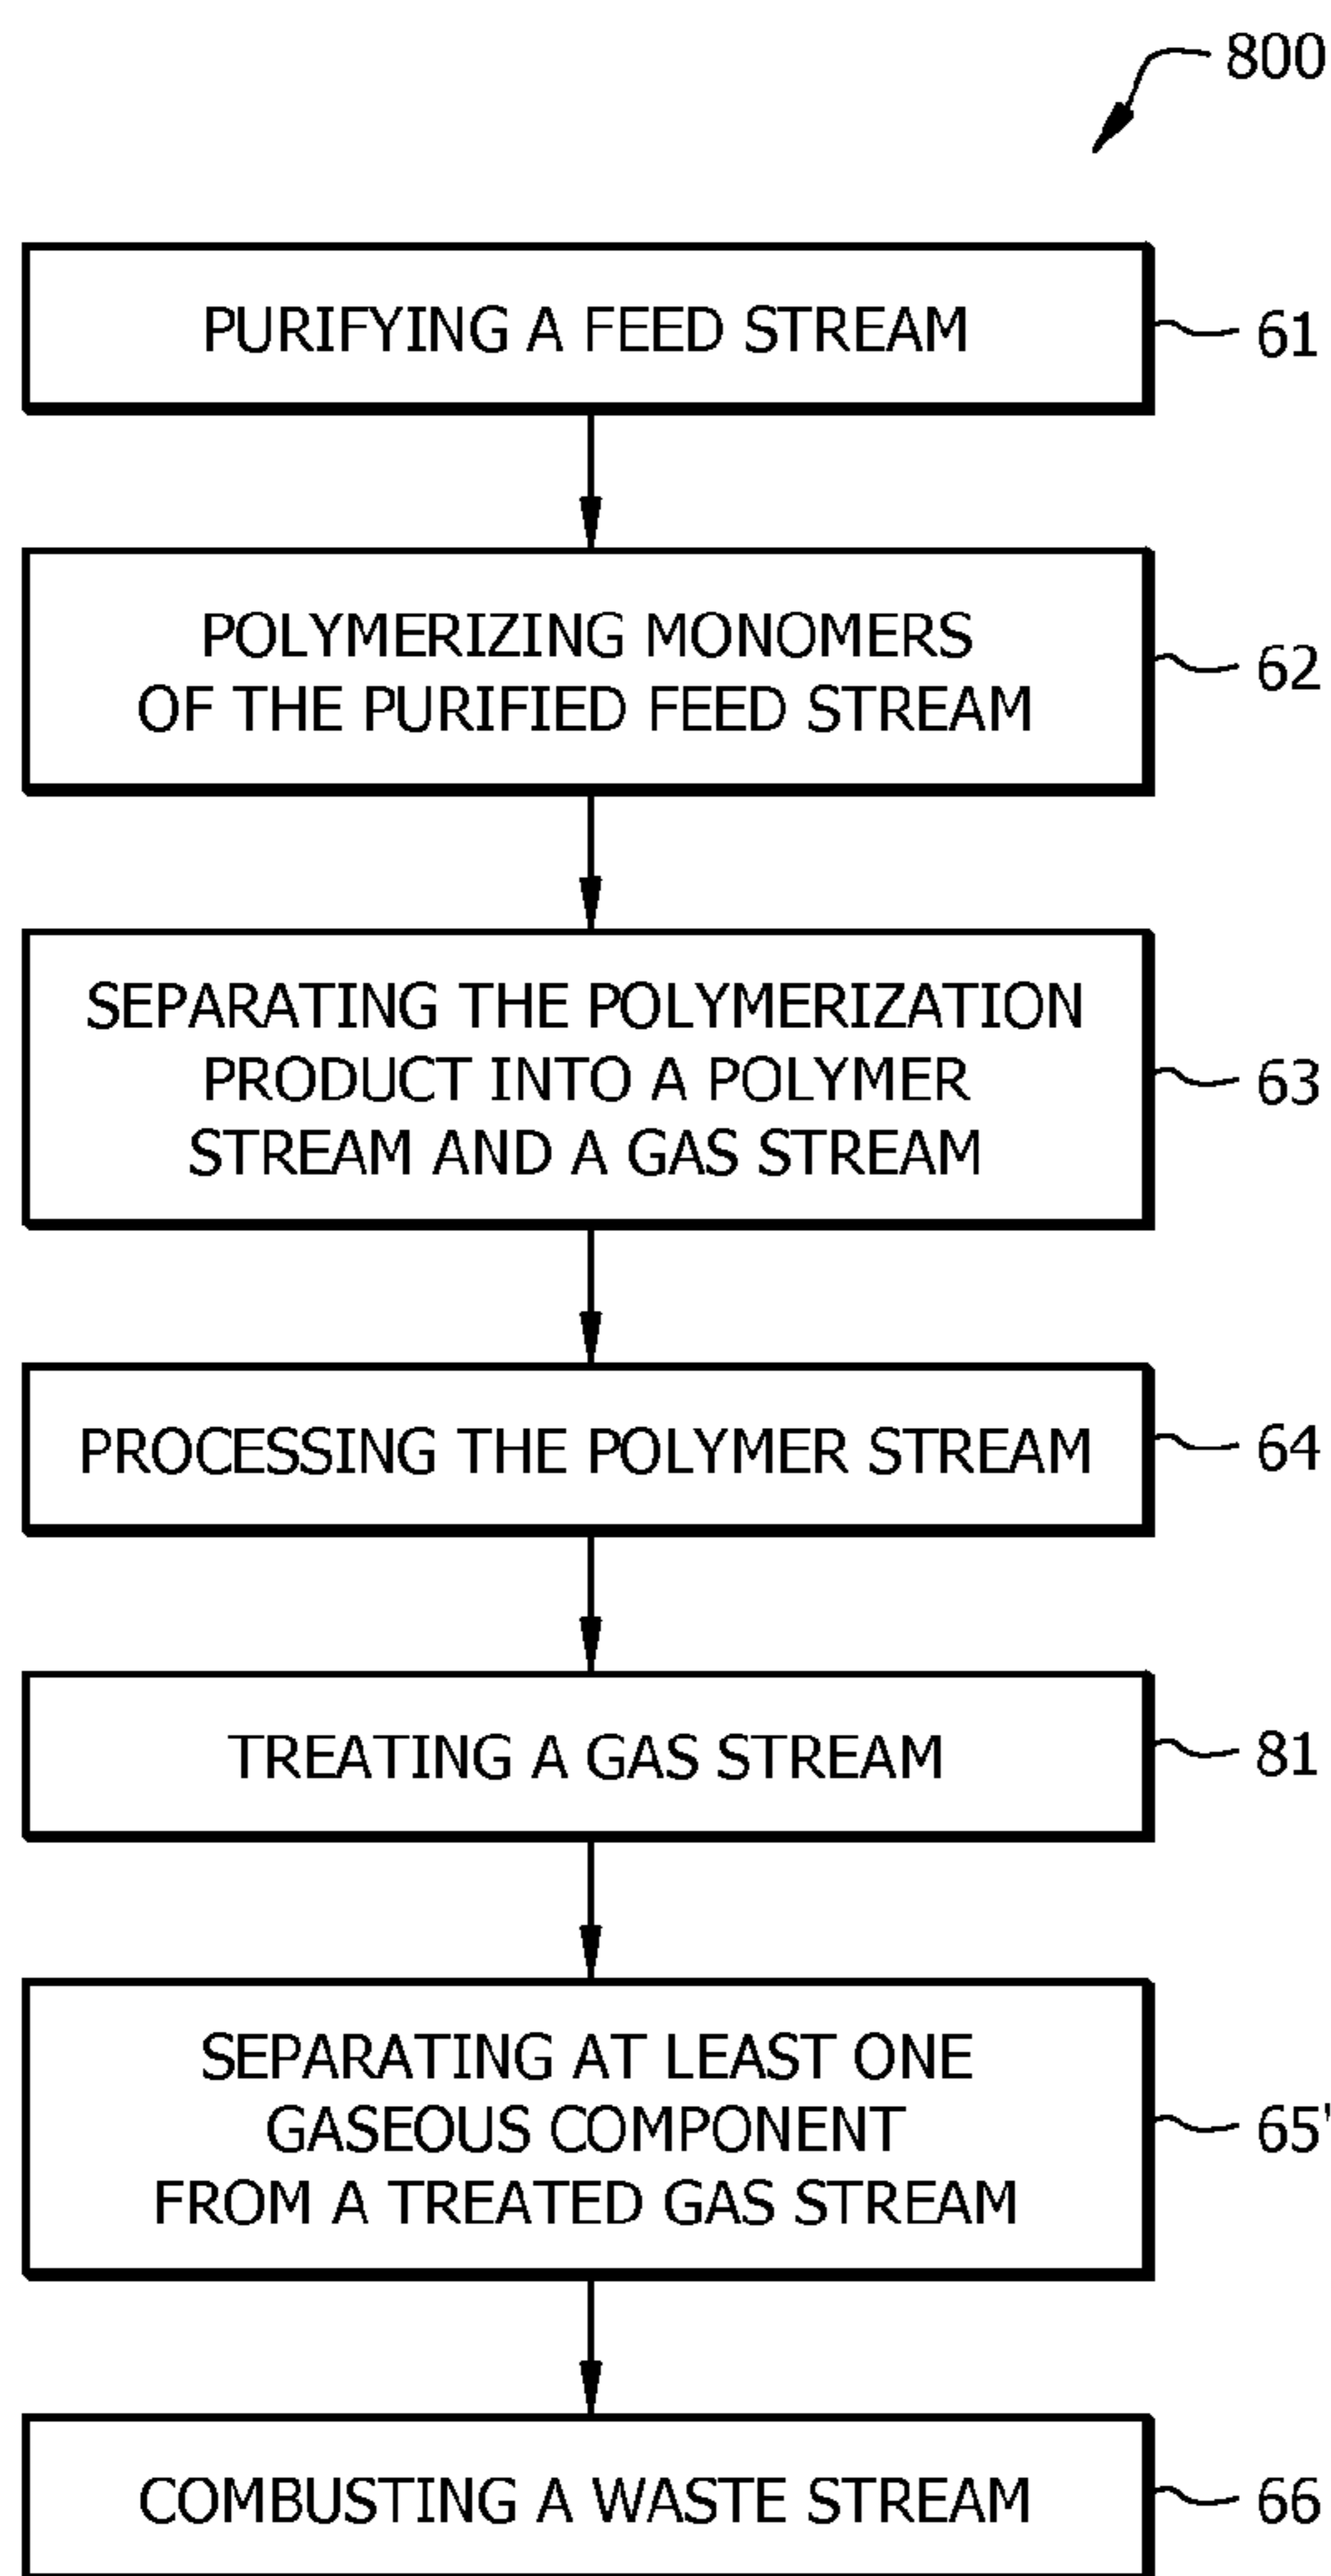 800
PURIFYING A FEED STREAM
61
POLYMERIZING MONOMERS
OF THE PURIFIED FEED STREAM
62
SEPARATING THE POLYMERIZATION
PRODUCT INTO A POLYMER
STREAM AND A GAS STREAM
63
PROCESSING THE POLYMER STREAM
64
TREATING A GAS STREAM
81
SEPARATING AT LEAST ONE
GASEOUS COMPONENT
FROM A TREATED GAS STREAM
65'
COMBUSTING A WASTE STREAM
66